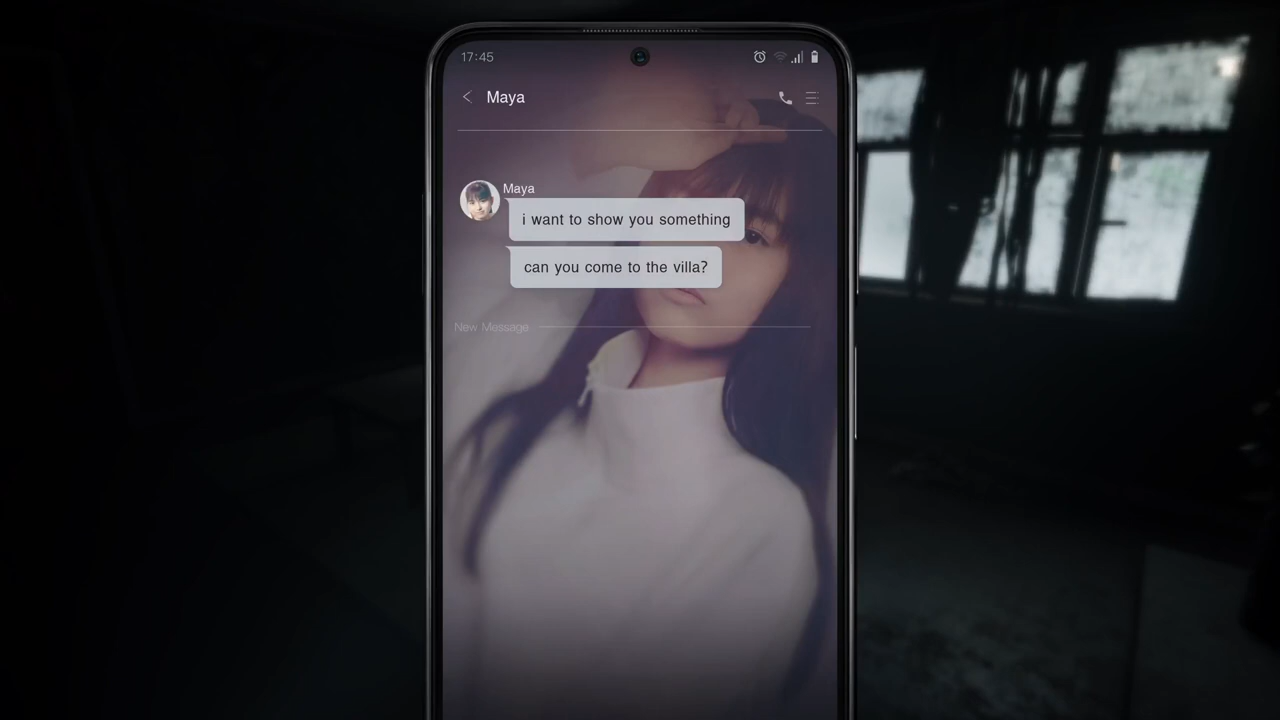 17:45
Maya
Maya
i want to show you something
can you come to the villa?
New Message